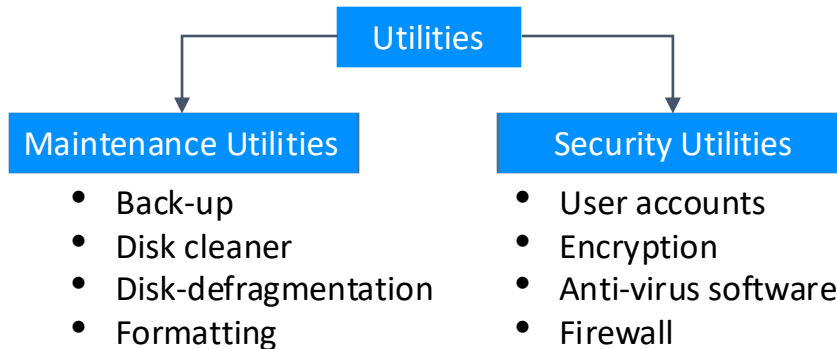 Utilities
Maintenance Utilities
• Back-up
• Disk cleaner
• Disk-defragmentation
• Formatting
Security Utilities
• User accounts
• Encryption
• Anti-virus software
• Firewall